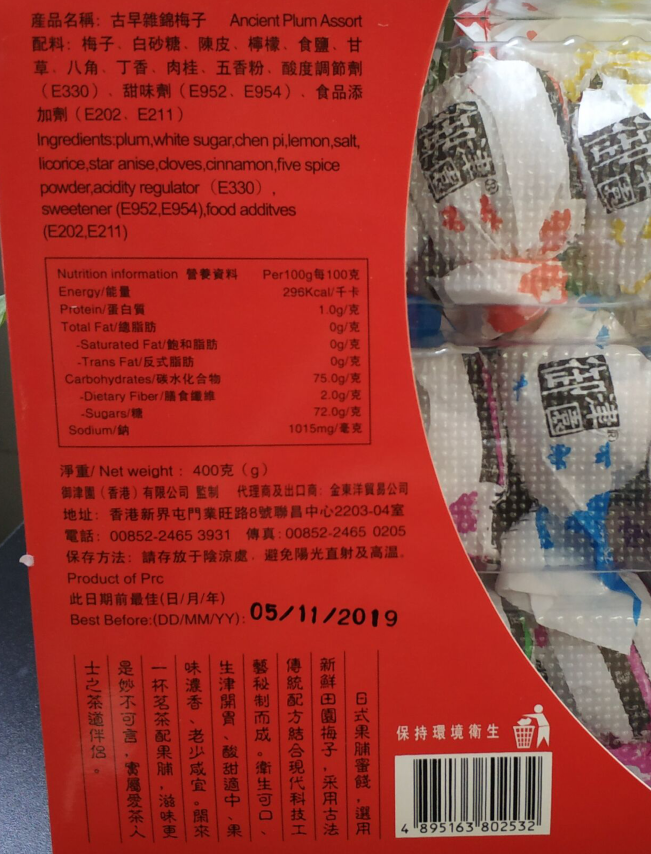 產品名稱: 古早雜錦梅子 Ancient Plum Assort
配料: 梅子、白砂糖、陳皮、檸檬、食鹽、甘
草、八角、丁香、肉桂、五香粉、酸度調節劑
(E330)、甜味劑(E952、E954)、食品添
加劑(E202、E211)
Ingredients:plum,white sugar,chen pi,lemon,salt,
licorice,star anise,cloves,cinnamon,five spice
powder,acidity regulator (E330),
sweetener (E952,E954),food additves
(E202,E211)
Nutrition information 營養資料 Per100g每100克
Energy/能量 296Kcal/千卡
Protein/蛋白質 1.0g/克
Total Fat/總脂肪 0g/克
-Saturated Fat/飽和脂肪 0g/克
-Trans Fat/反式脂肪 0g/克
Carbohydrates/碳水化合物 75.0g/克
-Dietary Fiber/膳食纖維 2.0g/克
-Sugars/糖 72.0g/克
Sodium/鈉 1015mg/毫克
淨重/ Net weight: 400克(g)
御津園(香港)有限公司 監制 代理商及出口商: 金東洋貿易公司
地址: 香港新界屯門業旺路8號聯昌中心2203-04室
電話: 00852-2465 3931 傳真: 00852-2465 0205
保存方法: 請存放于陰涼處﹐避免陽光直射及高溫。
Product of Prc
此日期前最佳(日/月/年)
Best Before:(DD/MM/YY): 05/11/2019
日式果脯蜜餞,選用
新鮮田園梅子,采用古法
傳統配方結合現代科技工
藝秘制而成。衛生可口、
生津開胃、酸甜適中、果
味濃香、老少咸宜。閑來
一杯茗茶配果脯,滋味更
是妙不可言,實屬愛茶人
士之茶道伴侶。
保持環境衛生
4 895163 802532
御津園
御津園
御津園